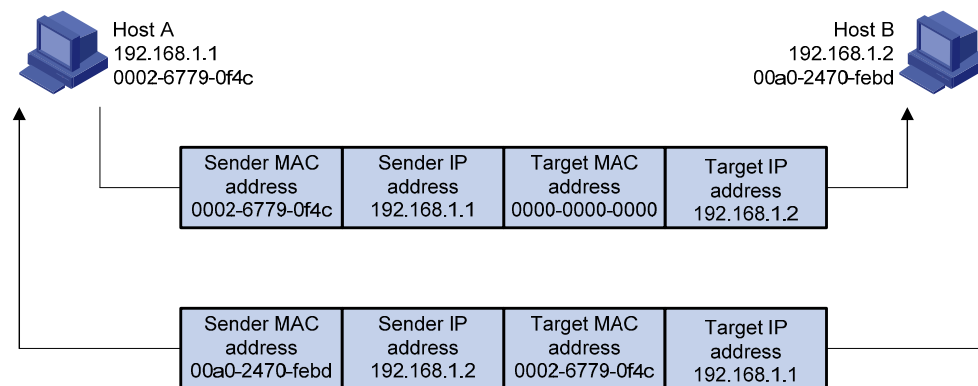 Host A
192.168.1.1
0002-6779-0f4c
Host B
192.168.1.2
00a0-2470-febd
Sender MAC
address
0002-6779-0f4c
Sender IP
address
192.168.1.1
Target MAC
address
0000-0000-0000
Target IP
address
192.168.1.2
Sender MAC
address
00a0-2470-febd
Sender IP
address
192.168.1.2
Target MAC
address
0002-6779-0f4c
Target IP
address
192.168.1.1